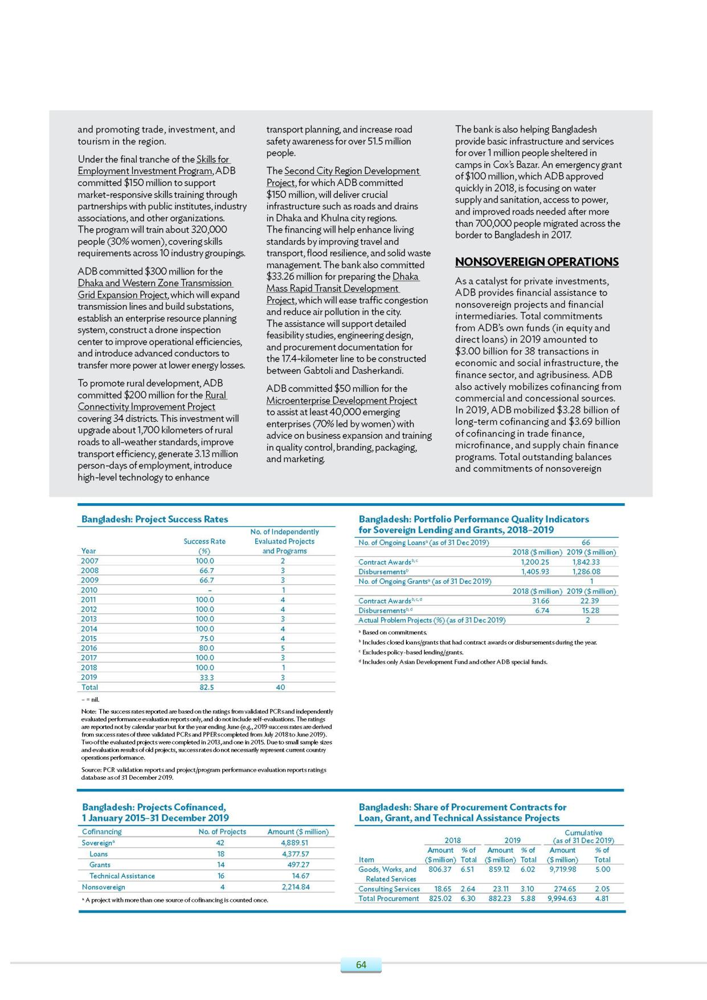 and promoting trade, investment, and
tourism in the region.
Under the final tranche of the Skills for
Employment Investment Program, ADB
committed $150 million to support
market-responsive skills training through
partnerships with public institutes, industry
associations, and other organizations.
The program will train about 320,000
people (30% women), covering skills
requirements across 10 industry groupings.
ADB committed $300 million for the
Dhaka and Western Zone Transmission
Grid Expansion Project, which will expand
transmission lines and build substations,
establish an enterprise resource planning
system, construct a drone inspection
center to improve operational efficiencies,
and introduce advanced conductors to
transfer more power at lower energy losses.
To promote rural development, ADB
committed $200 million for the Rural
Connectivity Improvement Project
covering 34 districts. This investment will
upgrade about 1,700 kilometers of rural
roads to all-weather standards, improve
transport efficiency, generate 3.13 million
person-days of employment, introduce
high-level technology to enhance
transport planning, and increase road
safety awareness for over 51.5 million
people.
The Second City Region Development
Project, for which ADB committed
$150 million, will deliver crucial
infrastructure such as roads and drains
in Dhaka and Khulna city regions.
The financing will help enhance living
standards by improving travel and
transport, flood resilience, and solid waste
management. The bank also committed
$33.26 million for preparing the Dhaka
Mass Rapid Transit Development
Project, which will ease traffic congestion
and reduce air pollution in the city.
The assistance will support detailed
feasibility studies, engineering design,
and procurement documentation for
the 17.4-kilometer line to be constructed
between Gabtoli and Dasherkandi.
ADB committed $50 million for the
Microenterprise Development Project
to assist at least 40,000 emerging
enterprises (70% led by women) with
advice on business expansion and training
in quality control, branding, packaging,
and marketing.
The bank is also helping Bangladesh
provide basic infrastructure and services
for over 1 million people sheltered in
camps in Cox's Bazar. An emergency grant
of $100 million, which ADB approved
quickly in 2018, is focusing on water
supply and sanitation, access to power,
and improved roads needed after more
than 700,000 people migrated across the
border to Bangladesh in 2017.
NONSOVEREIGN OPERATIONS
As a catalyst for private investments,
ADB provides financial assistance to
nonsovereign projects and financial
intermediaries. Total commitments
from ADB's own funds (in equity and
direct loans) in 2019 amounted to
$3.00 billion for 38 transactions in
economic and social infrastructure, the
finance sector, and agribusiness. ADB
also actively mobilizes cofinancing from
commercial and concessional sources.
In 2019, ADB mobilized $3.28 billion of
long-term cofinancing and $3.69 billion
of cofinancing in trade finance,
microfinance, and supply chain finance
programs. Total outstanding balances
and commitments of nonsovereign
Bangladesh: Project Success Rates
No. of Independently
Success Rate Evaluated Projects
Year (%) and Programs
2007 100.0 2
2008 66.7 3
2009 66.7 3
2010 – 1
2011 100.0 4
2012 100.0 4
2013 100.0 3
2014 100.0 4
2015 75.0 4
2016 80.0 5
2017 100.0 3
2018 100.0 1
2019 33.3 3
Total 82.5 40
– = nil.
Note: The success rates reported are based on the ratings from validated PCRs and independently
evaluated performance evaluation reports only, and do not include self-evaluations. The ratings
are reported not by calendar year but for the year ending June (e.g., 2019 success rates are derived
from success rates of three validated PCRs and PPERs completed from July 2018 to June 2019).
Two of the evaluated projects were completed in 2013, and one in 2015. Due to small sample sizes
and evaluation results of old projects, success rates do not necessarily represent current country
operations performance.
Source: PCR validation reports and project/program performance evaluation reports ratings
database as of 31 December 2019.
Bangladesh: Portfolio Performance Quality Indicators
for Sovereign Lending and Grants, 2018–2019
No. of Ongoing Loans a (as of 31 Dec 2019) 66
2018 ($ million) 2019 ($ million)
Contract Awards b, c 1,200.25 1,842.33
Disbursements b 1,405.93 1,286.08
No. of Ongoing Grants a (as of 31 Dec 2019) 1
2018 ($ million) 2019 ($ million)
Contract Awards b, c, d 31.66 22.39
Disbursements b, d 6.74 15.28
Actual Problem Projects (%) (as of 31 Dec 2019) 2
a Based on commitments.
b Includes closed loans/grants that had contract awards or disbursements during the year.
c Excludes policy-based lending/grants.
d Includes only Asian Development Fund and other ADB special funds.
Bangladesh: Projects Cofinanced,
1 January 2015–31 December 2019
Cofinancing No. of Projects Amount ($ million)
Sovereign a 42 4,889.51
Loans 18 4,377.57
Grants 14 497.27
Technical Assistance 16 14.67
Nonsovereign 4 2,214.84
a A project with more than one source of cofinancing is counted once.
Bangladesh: Share of Procurement Contracts for
Loan, Grant, and Technical Assistance Projects
Cumulative
2018 2019 (as of 31 Dec 2019)
Amount % of Amount % of Amount % of
Item ($ million) Total ($ million) Total ($ million) Total
Goods, Works, and 806.37 6.51 859.12 6.02 9,719.98 5.00
Related Services
Consulting Services 18.65 2.64 23.11 3.10 274.65 2.05
Total Procurement 825.02 6.30 882.23 5.88 9,994.63 4.81
64